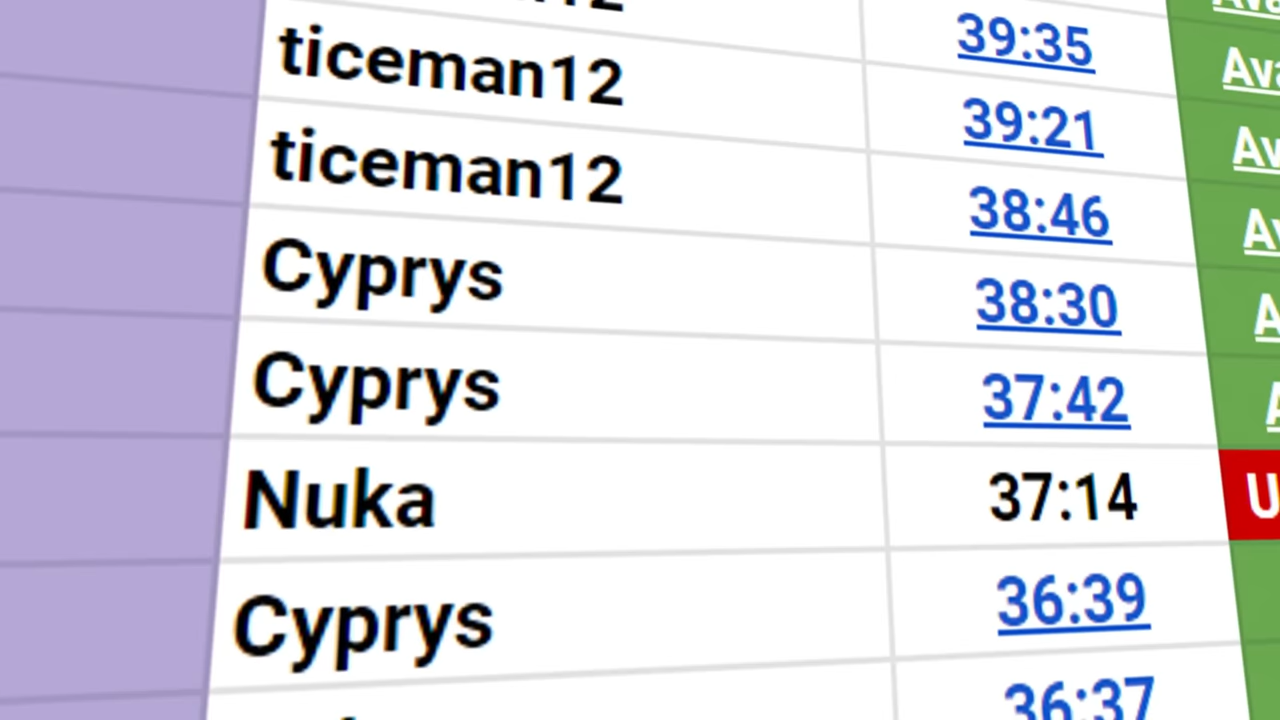 39:35
ticeman12 39:21
ticeman12 38:46
Cyprys 38:30
Cyprys 37:42
Nuka 37:14
Cyprys 36:39
36:37